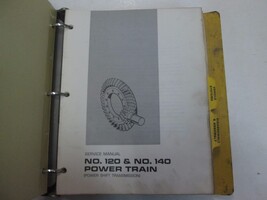 SERVICE MANUAL
NO. 120 & NO. 140
POWER TRAIN
POWER SHIFT TRANSMISSION